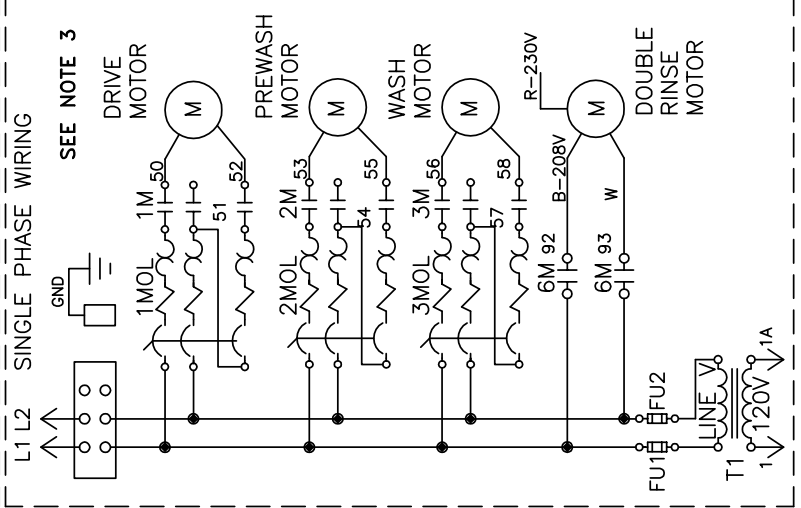 SINGLE PHASE WIRING
SEE NOTE 3
GND
L1 L2
DRIVE
MOTOR
M
50
52
1M
51
1MOL
PREWASH
MOTOR
M
53
55
2M
54
2MOL
WASH
MOTOR
M
56
58
3M
57
3MOL
DOUBLE
RINSE
MOTOR
M
R-230V
B-208V
W
6M 92
6M 93
FU1
FU2
LINE V
120V
T1
1
1A